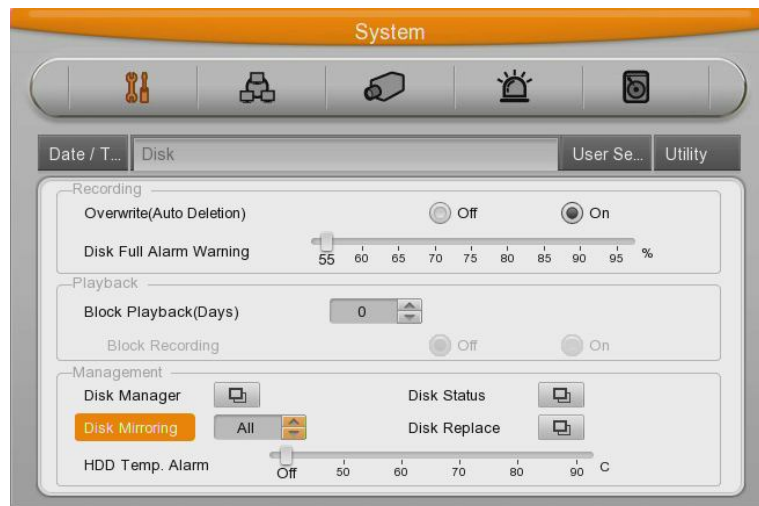 System
Date / T... Disk User Se... Utility
Recording
Overwrite(Auto Deletion) Off On
Disk Full Alarm Warning 55 60 65 70 75 80 85 90 95 %
Playback
Block Playback(Days) 0
Block Recording Off On
Management
Disk Manager Disk Status
Disk Mirroring All Disk Replace
HDD Temp. Alarm Off 50 60 70 80 90 C